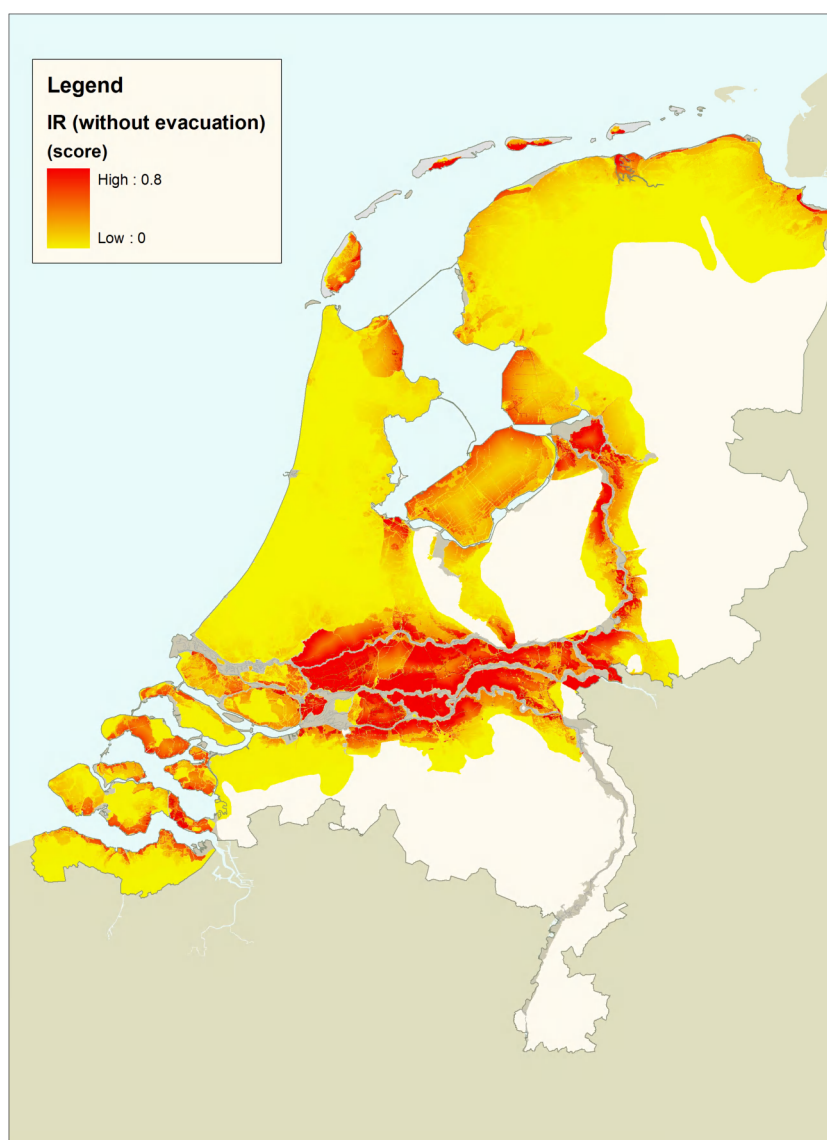 Legend
IR (without evacuation)
(score)
High : 0.8
Low : 0